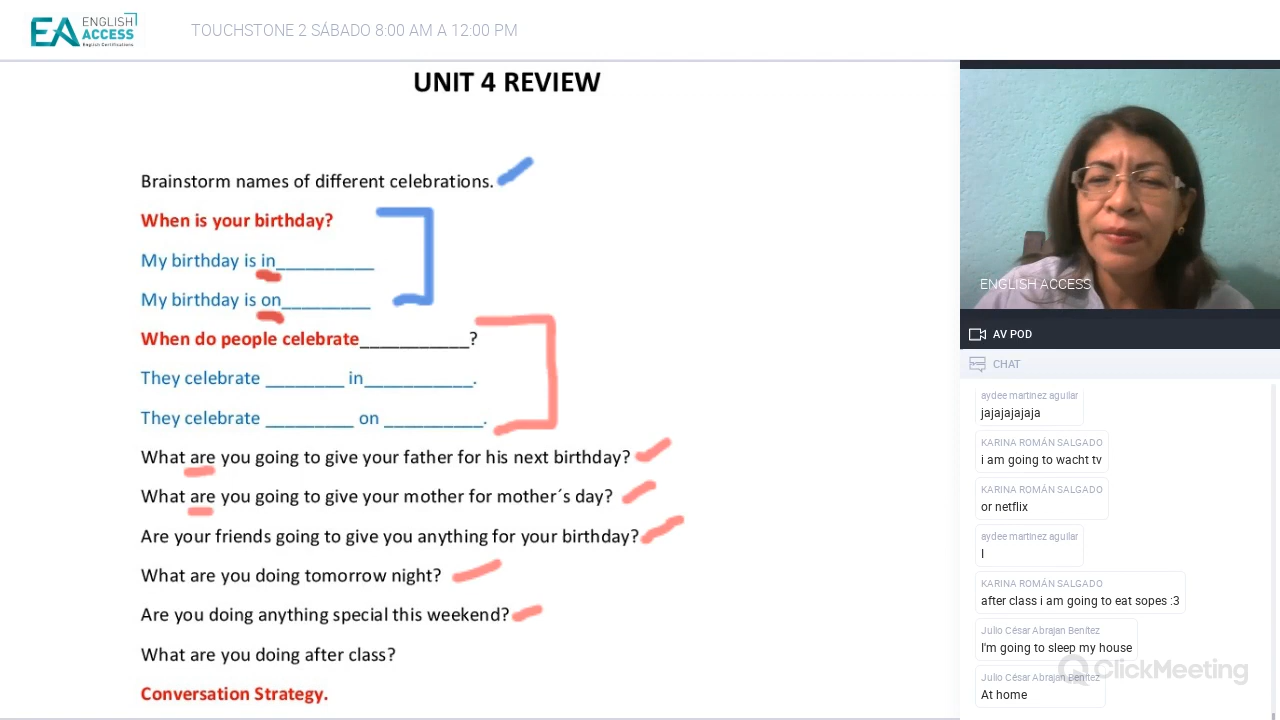 EA ENGLISH
ACCESS
English Certifications
TOUCHSTONE 2 SÁBADO 8:00 AM A 12:00 PM
UNIT 4 REVIEW
Brainstorm names of different celebrations.
When is your birthday?
My birthday is in__________
My birthday is on_________
When do people celebrate___________?
They celebrate ________ in___________.
They celebrate _________ on __________.
What are you going to give your father for his next birthday?
What are you going to give your mother for mother´s day?
Are your friends going to give you anything for your birthday?
What are you doing tomorrow night?
Are you doing anything special this weekend?
What are you doing after class?
Conversation Strategy.
ENGLISH ACCESS
AV POD
CHAT
aydee martinez aguilar
jajajajajaja
KARINA ROMÁN SALGADO
i am going to wacht tv
KARINA ROMÁN SALGADO
or netflix
aydee martinez aguilar
I
KARINA ROMÁN SALGADO
after class i am going to eat sopes :3
Julio César Abrajan Benítez
I'm going to sleep my house
Julio César Abrajan Benítez
At home
ClickMeeting